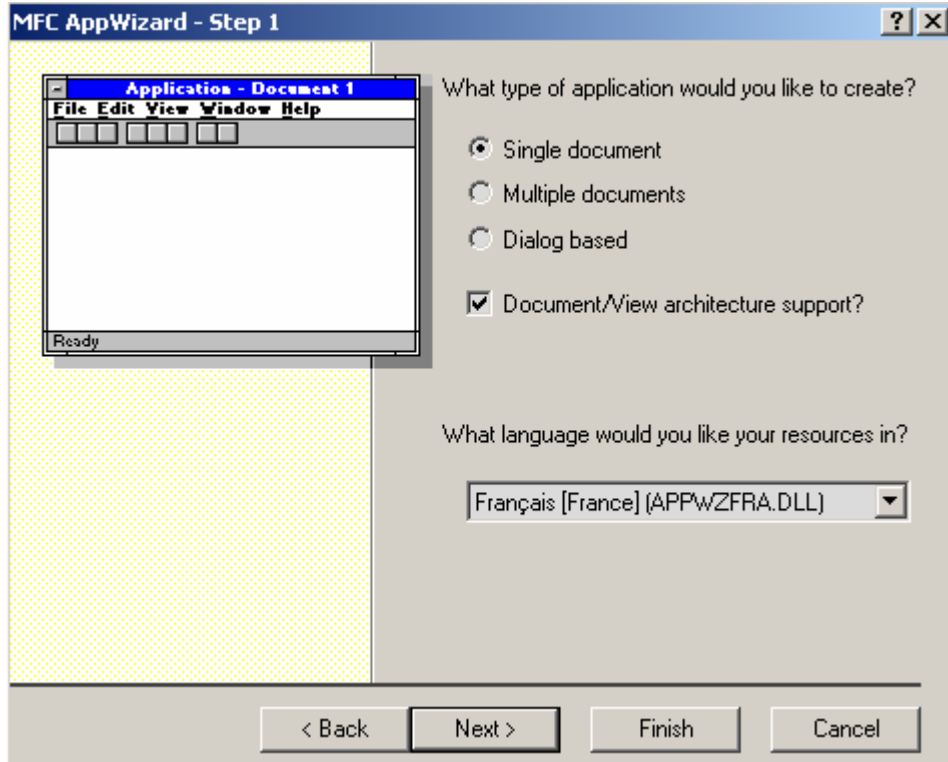 MFC AppWizard - Step 1
Application - Document 1
File Edit View Window Help
Ready
What type of application would you like to create?
Single document
Multiple documents
Dialog based
Document/View architecture support?
What language would you like your resources in?
Français [France] (APPWZFRA.DLL)
< Back Next > Finish Cancel